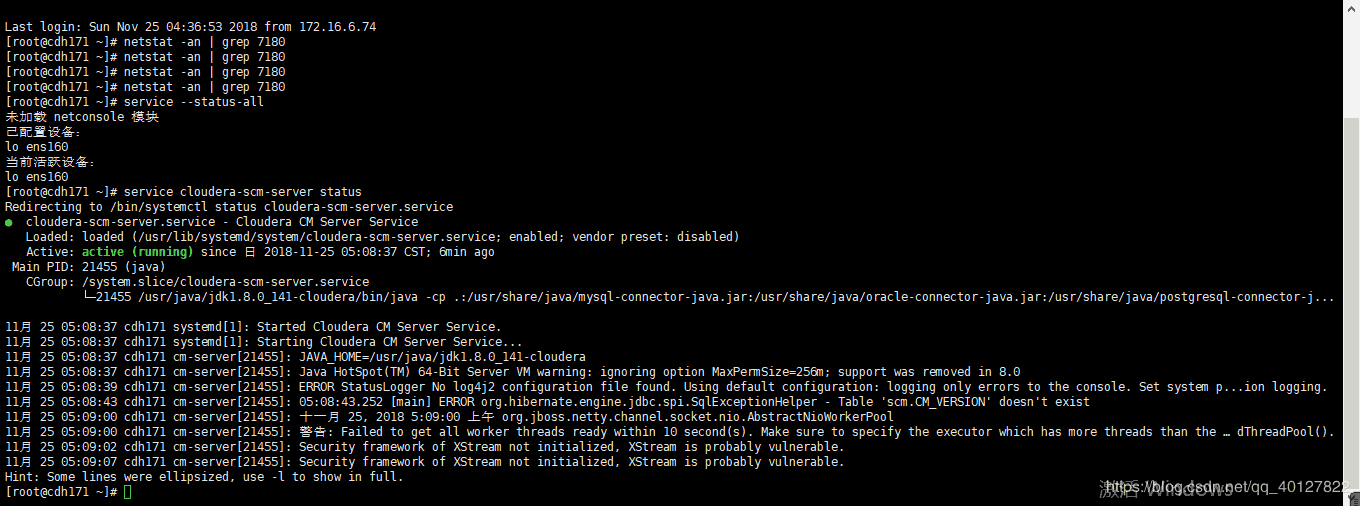 Last login: Sun Nov 25 04:36:53 2018 from 172.16.6.74
[root@cdh171 ~]# netstat -an | grep 7180
[root@cdh171 ~]# netstat -an | grep 7180
[root@cdh171 ~]# netstat -an | grep 7180
[root@cdh171 ~]# netstat -an | grep 7180
[root@cdh171 ~]# service --status-all
未加载 netconsole 模块
已配置设备：
lo ens160
当前活跃设备：
lo ens160
[root@cdh171 ~]# service cloudera-scm-server status
Redirecting to /bin/systemctl status cloudera-scm-server.service
● cloudera-scm-server.service - Cloudera CM Server Service
   Loaded: loaded (/usr/lib/systemd/system/cloudera-scm-server.service; enabled; vendor preset: disabled)
   Active: active (running) since 日 2018-11-25 05:08:37 CST; 6min ago
 Main PID: 21455 (java)
   CGroup: /system.slice/cloudera-scm-server.service
           └─21455 /usr/java/jdk1.8.0_141-cloudera/bin/java -cp .:/usr/share/java/mysql-connector-java.jar:/usr/share/java/oracle-connector-java.jar:/usr/share/java/postgresql-connector-j...
11月 25 05:08:37 cdh171 systemd[1]: Started Cloudera CM Server Service.
11月 25 05:08:37 cdh171 systemd[1]: Starting Cloudera CM Server Service...
11月 25 05:08:37 cdh171 cm-server[21455]: JAVA_HOME=/usr/java/jdk1.8.0_141-cloudera
11月 25 05:08:37 cdh171 cm-server[21455]: Java HotSpot(TM) 64-Bit Server VM warning: ignoring option MaxPermSize=256m; support was removed in 8.0
11月 25 05:08:39 cdh171 cm-server[21455]: ERROR StatusLogger No log4j2 configuration file found. Using default configuration: logging only errors to the console. Set system p...ion logging.
11月 25 05:08:43 cdh171 cm-server[21455]: 05:08:43.252 [main] ERROR org.hibernate.engine.jdbc.spi.SqlExceptionHelper - Table 'scm.CM_VERSION' doesn't exist
11月 25 05:09:00 cdh171 cm-server[21455]: 十一月 25, 2018 5:09:00 上午 org.jboss.netty.channel.socket.nio.AbstractNioWorkerPool
11月 25 05:09:00 cdh171 cm-server[21455]: 警告: Failed to get all worker threads ready within 10 second(s). Make sure to specify the executor which has more threads than the … dThreadPool().
11月 25 05:09:02 cdh171 cm-server[21455]: Security framework of XStream not initialized, XStream is probably vulnerable.
11月 25 05:09:07 cdh171 cm-server[21455]: Security framework of XStream not initialized, XStream is probably vulnerable.
Hint: Some lines were ellipsized, use -l to show in full.
[root@cdh171 ~]#
激活 Windows
https://blog.csdn.net/qq_40127822